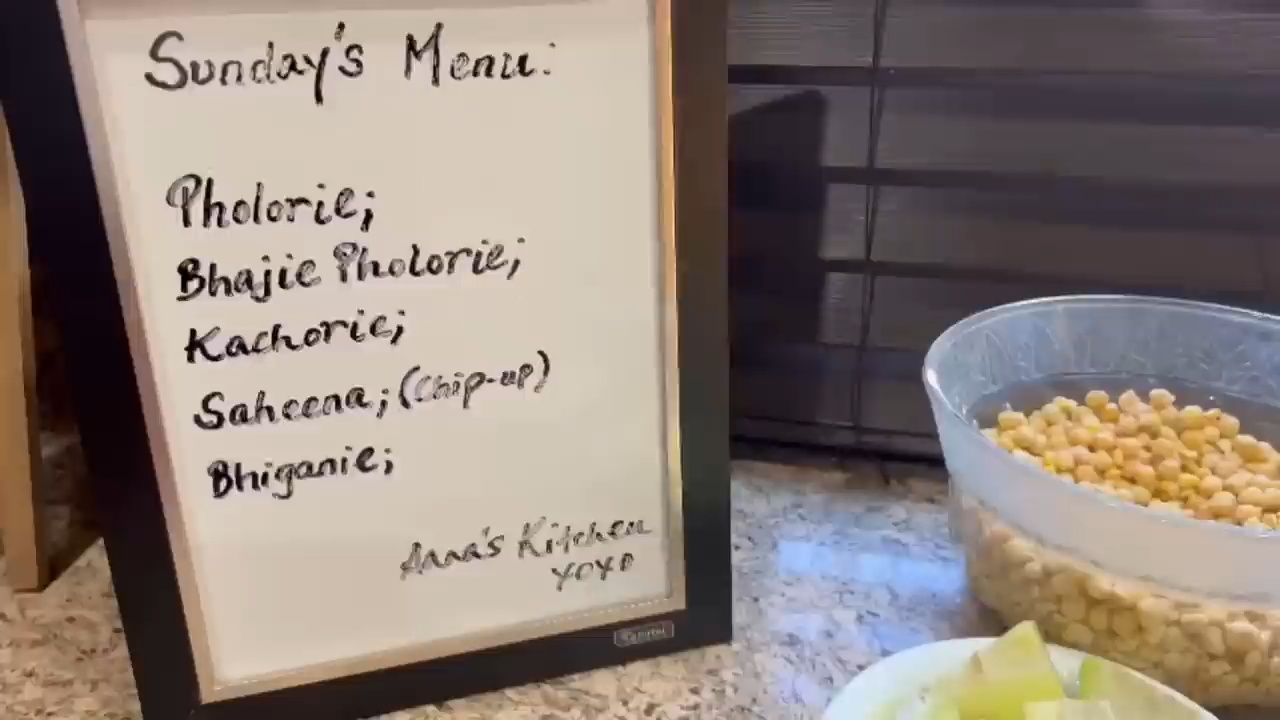 Sunday's Menu:
Pholorie;
Bhajie Pholorie;
Kachorie;
Saheena; (Chip-up)
Bhiganie;
Anna's Kitchen
XOXO